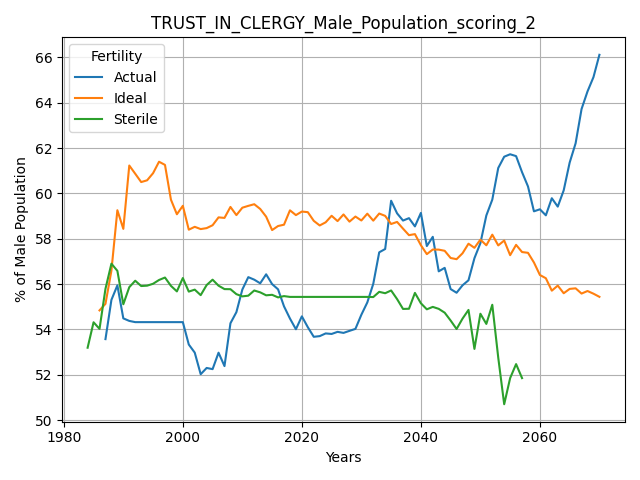 TRUST_IN_CLERGY_Male_Population_scoring_2
Fertility
Actual
Ideal
Sterile
% of Male Population
66
64
62
60
58
56
54
52
50
1980
2000
2020
2040
2060
Years